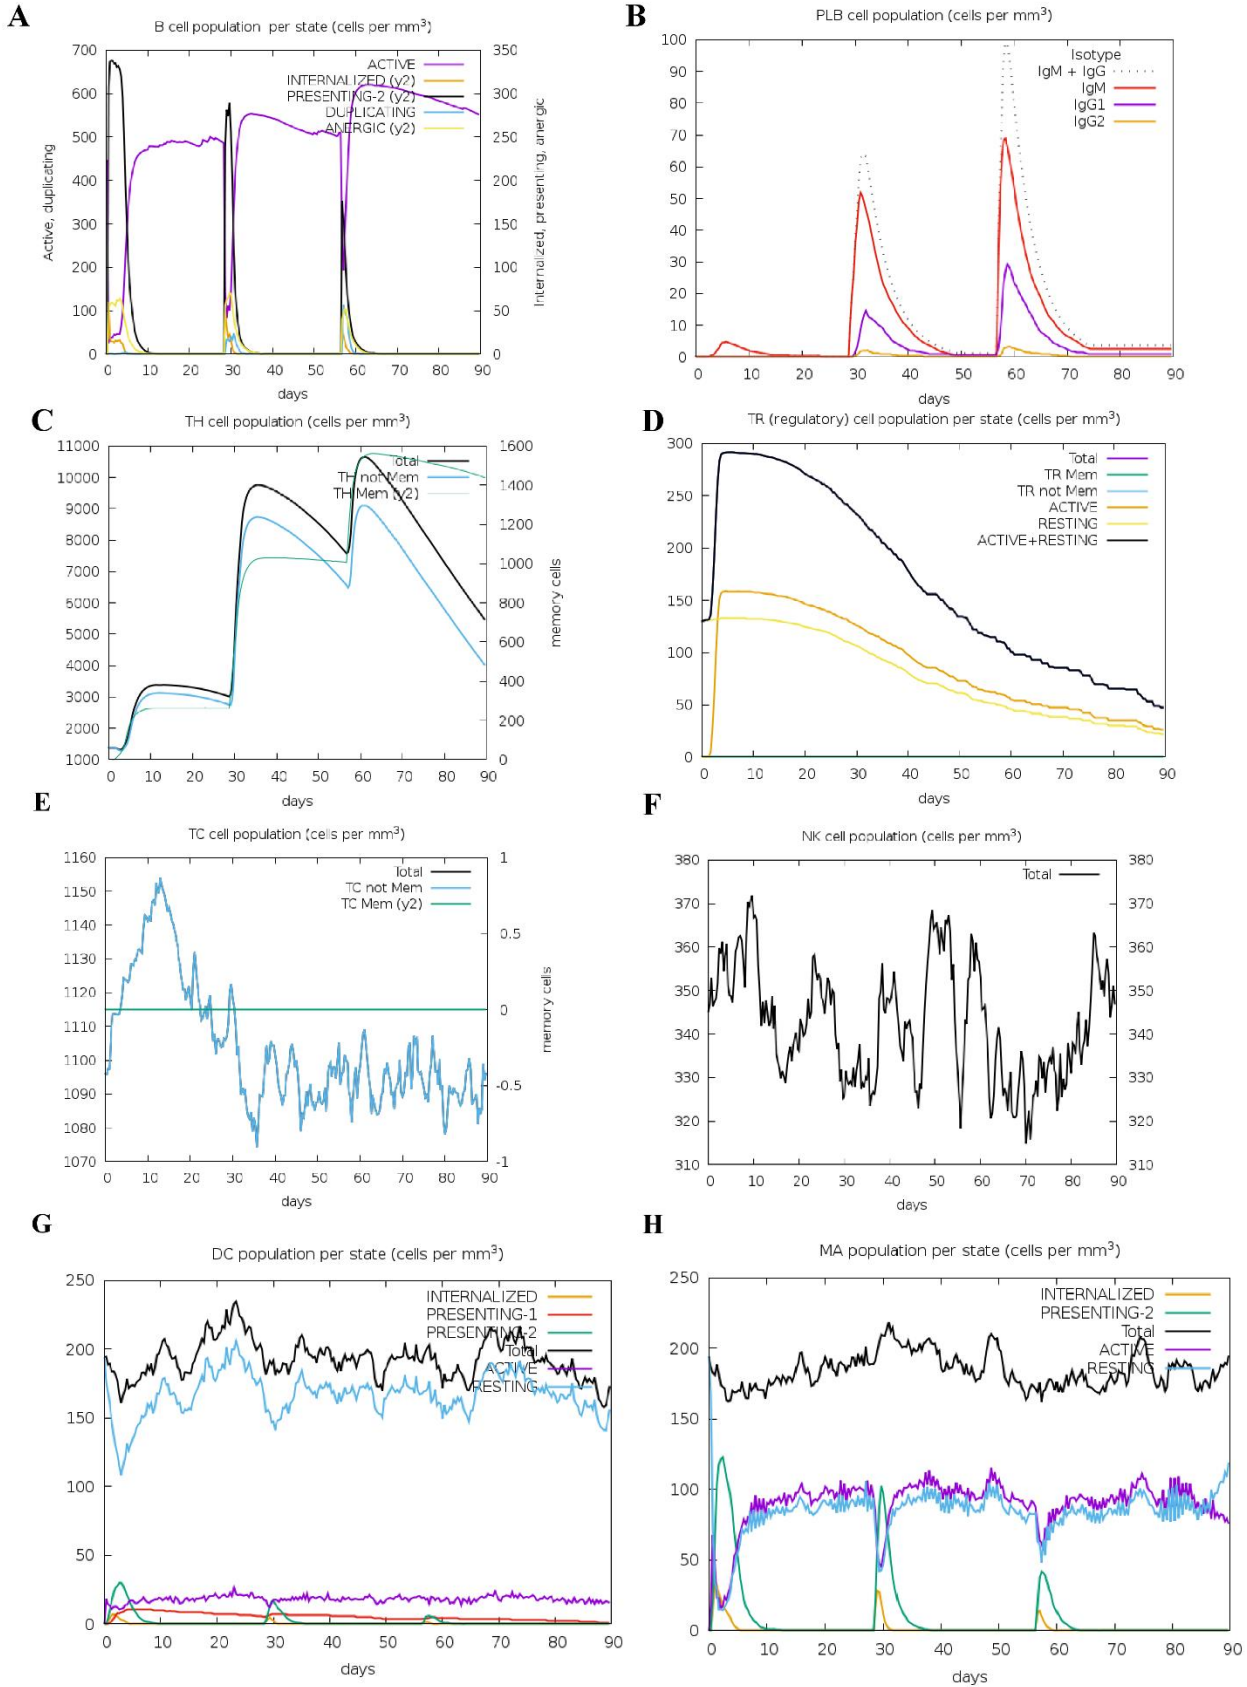 A
B cell population per state (cells per mm³)
700
600
500
400
300
200
100
0
350
300
250
200
150
100
50
0
ACTIVE
INTERNALIZED (y2)
PRESENTING-2 (y2)
DUPLICATING
ANERGIC (y2)
Active, duplicating
Internalized, presenting, anergic
0 10 20 30 40 50 60 70 80 90
days
B
PLB cell population (cells per mm³)
100
90
80
70
60
50
40
30
20
10
0
Isotype
IgM + IgG
IgM
IgG1
IgG2
0 10 20 30 40 50 60 70 80 90
days
C
TH cell population (cells per mm³)
11000
10000
9000
8000
7000
6000
5000
4000
3000
2000
1000
1600
1400
1200
1000
800
600
400
200
0
Total
TH not Mem
TH Mem (y2)
memory cells
0 10 20 30 40 50 60 70 80 90
days
D
TR (regulatory) cell population per state (cells per mm³)
300
250
200
150
100
50
0
Total
TR Mem
TR not Mem
ACTIVE
RESTING
ACTIVE+RESTING
0 10 20 30 40 50 60 70 80 90
days
E
TC cell population (cells per mm³)
1160
1150
1140
1130
1120
1110
1100
1090
1080
1070
1
0.5
0
-0.5
-1
Total
TC not Mem
TC Mem (y2)
memory cells
0 10 20 30 40 50 60 70 80 90
days
F
NK cell population (cells per mm³)
380
370
360
350
340
330
320
310
380
370
360
350
340
330
320
310
Total
0 10 20 30 40 50 60 70 80 90
days
G
DC population per state (cells per mm³)
250
200
150
100
50
0
INTERNALIZED
PRESENTING-1
PRESENTING-2
Total
ACTIVE
RESTING
0 10 20 30 40 50 60 70 80 90
days
H
MA population per state (cells per mm³)
250
200
150
100
50
0
INTERNALIZED
PRESENTING-2
Total
ACTIVE
RESTING
0 10 20 30 40 50 60 70 80 90
days